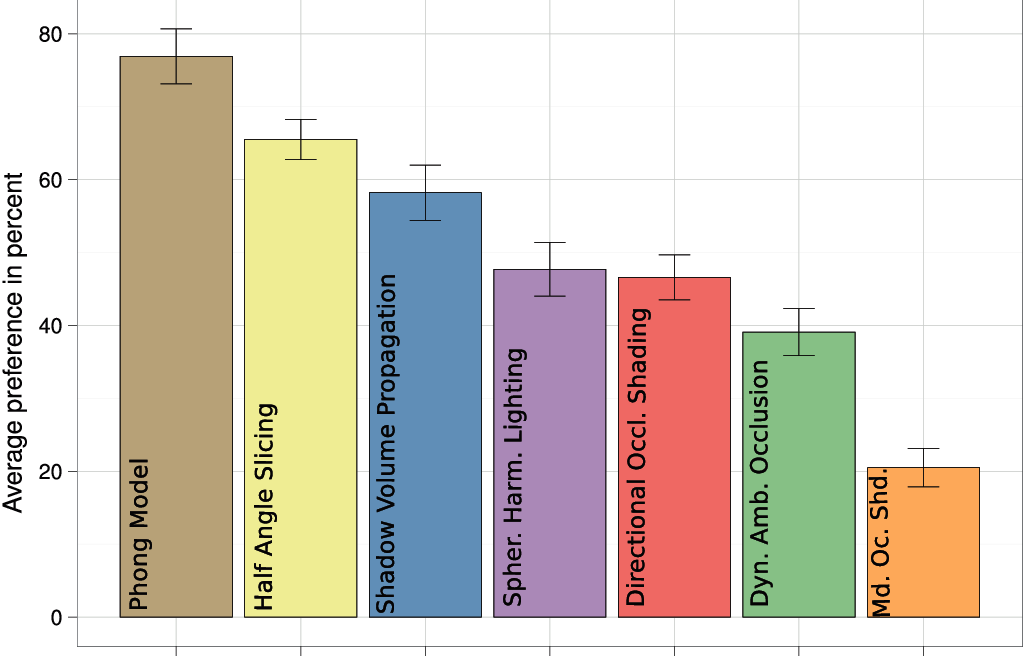 Average preference in percent
80
60
40
20
0
Phong Model
Half Angle Slicing
Shadow Volume Propagation
Spher. Harm. Lighting
Directional Occl. Shading
Dyn. Amb. Occlusion
Md. Oc. Shd.